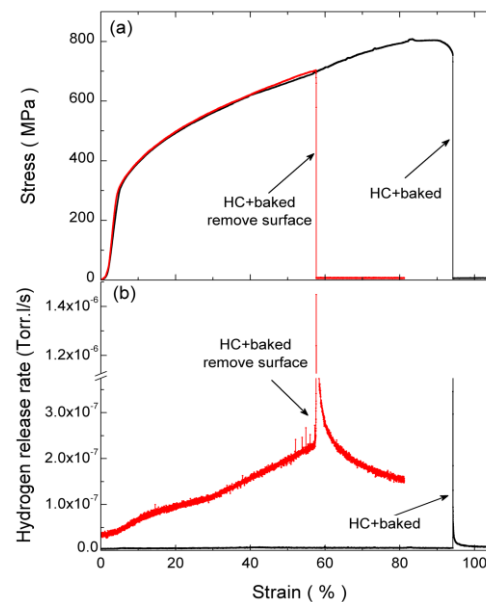 (a)
800
600
400
200
0
Stress ( MPa )
HC+baked
remove surface
HC+baked
(b)
1.4x10⁻⁶
1.2x10⁻⁶
3.0x10⁻⁷
2.0x10⁻⁷
1.0x10⁻⁷
0.0
Hydrogen release rate (Torr.l/s)
HC+baked
remove surface
HC+baked
0 20 40 60 80 100
Strain ( % )